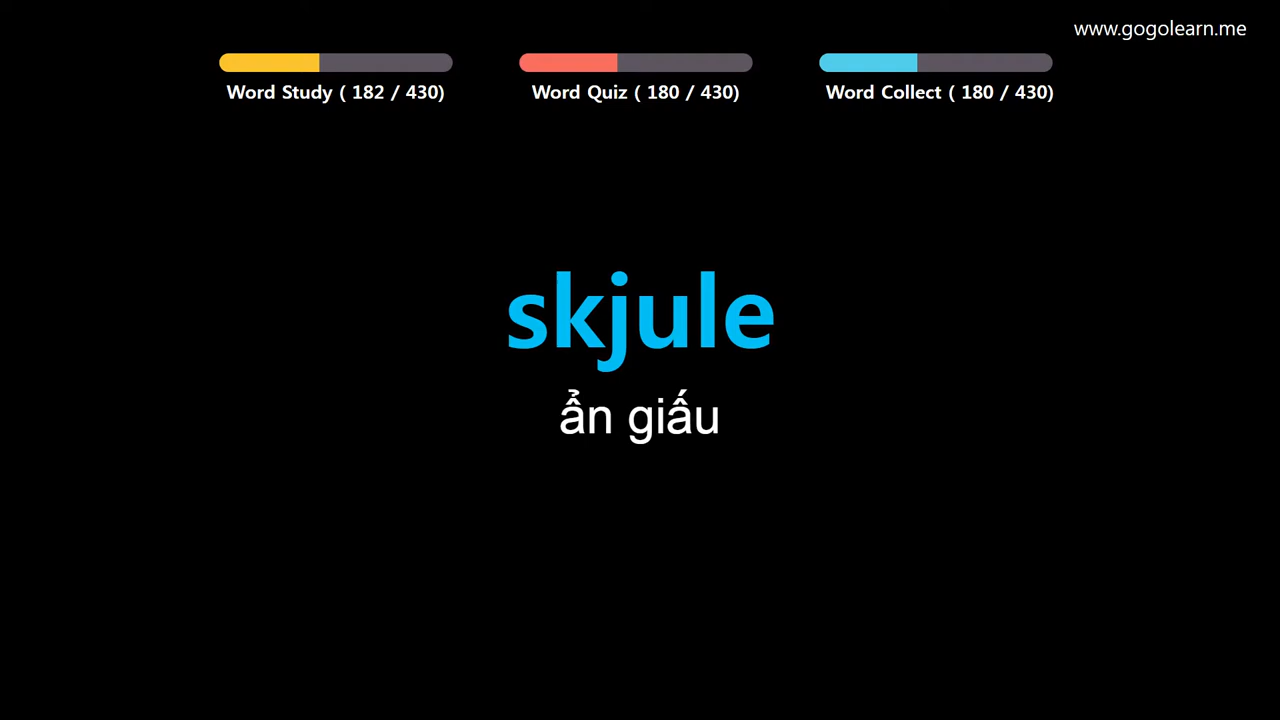 www.gogolearn.me
Word Study ( 182 / 430)
Word Quiz ( 180 / 430)
Word Collect ( 180 / 430)
skjule
ẩn giấu